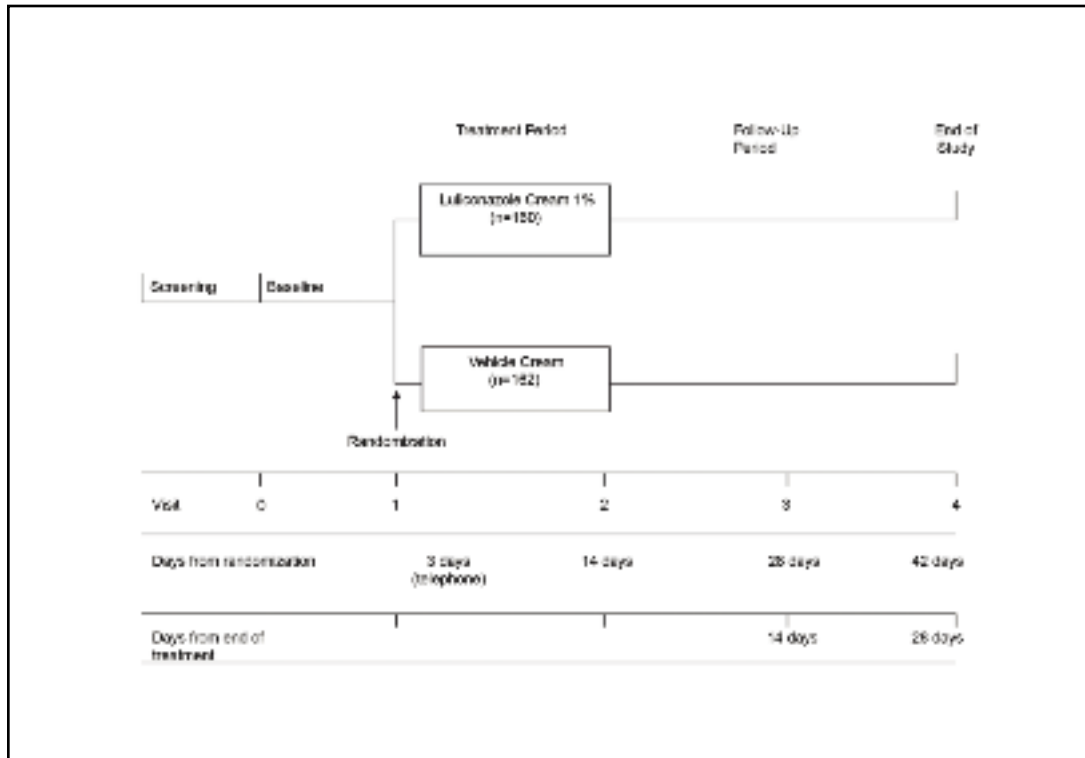 Treatment Period
Follow-Up
Period
End of
Study
Luliconazole Cream 1%
Screening
Baseline
Vehicle Cream
(n=162)
Randomization
Visit 0 1 2 3 4
Days from randomization 3 days 14 days 28 days 42 days
(telephone)
Days from end of 14 days 28 days
treatment